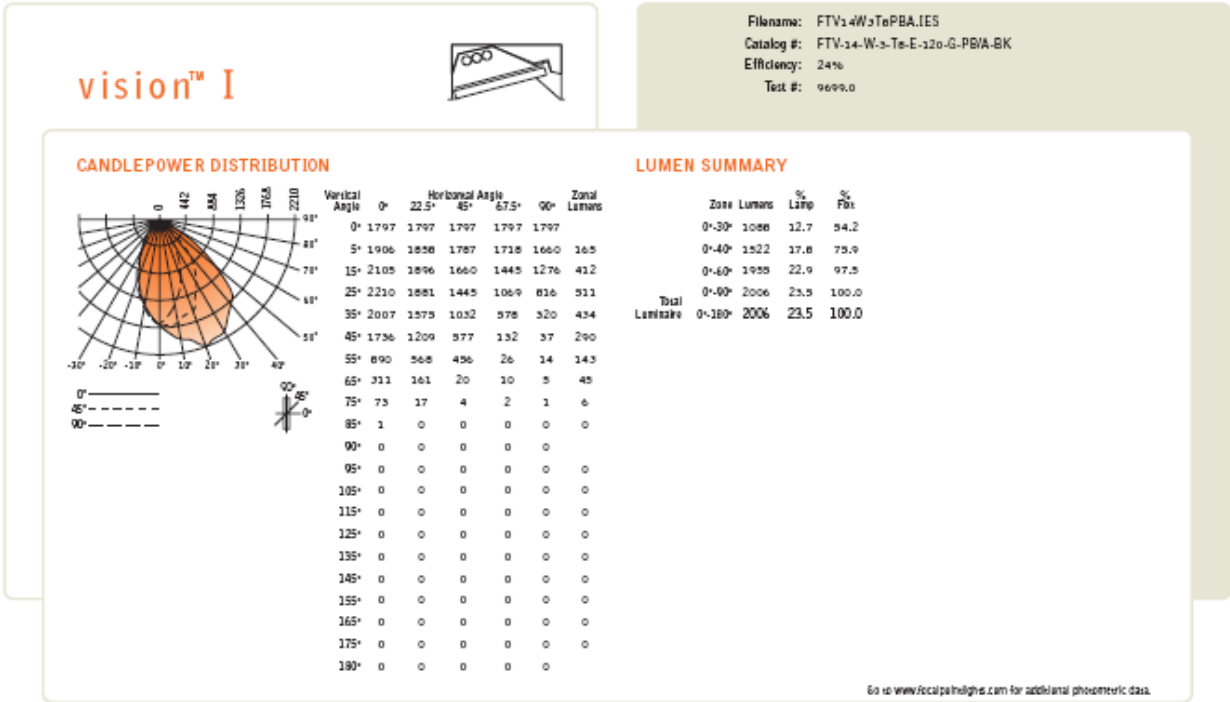 Filename: FTV14W3T8PBA.IES
Catalog #: FTV-14-W-3-T8-E-120-G-PB/A-BK
Efficiency: 24%
Test #: 9699.0
vision™ I
CANDLEPOWER DISTRIBUTION
0 442 884 1326 1768 2210
90°
80°
70°
60°
50°
-30° -20° -10° 0° 10° 20° 30° 40°
0°
45°
90°
90°
45°
0°
Vertical Horizontal Angle Zonal
Angle 0° 22.5° 45° 67.5° 90° Lumens
0° 1797 1797 1797 1797 1797
5° 1906 1858 1787 1718 1660 165
15° 2105 1896 1660 1445 1276 412
25° 2210 1881 1445 1069 816 511
35° 2007 1575 1032 578 320 434
45° 1736 1209 577 132 37 290
55° 890 568 456 26 14 143
65° 311 161 20 10 5 45
75° 73 17 4 2 1 6
85° 1 0 0 0 0 0
90° 0 0 0 0 0
95° 0 0 0 0 0 0
105° 0 0 0 0 0 0
115° 0 0 0 0 0 0
125° 0 0 0 0 0 0
135° 0 0 0 0 0 0
145° 0 0 0 0 0 0
155° 0 0 0 0 0 0
165° 0 0 0 0 0 0
175° 0 0 0 0 0 0
180° 0 0 0 0 0
LUMEN SUMMARY
% %
Zone Lumens Lamp Fixt
0°-30° 1088 12.7 54.2
0°-40° 1522 17.8 75.9
0°-60° 1955 22.9 97.5
0°-90° 2006 23.5 100.0
Total
Luminaire 0°-180° 2006 23.5 100.0
Go to www.focalpointlights.com for additional photometric data.